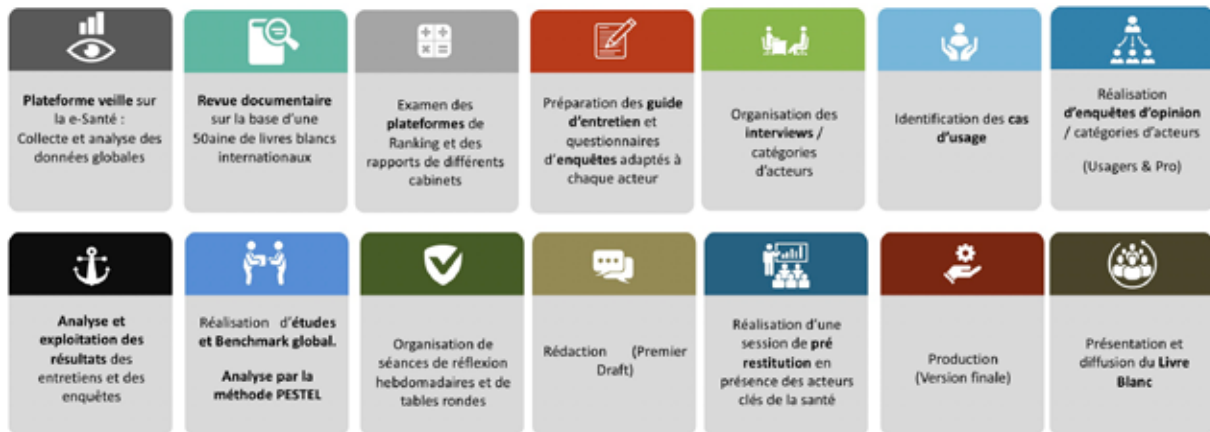 Plateforme veille sur
la e-Santé :
Collecte et analyse des
données globales
Revue documentaire
sur la base d'une
50aine de livres blancs
internationaux
Examen des
plateformes de
Ranking et des
rapports de différents
cabinets
Préparation des guide
d'entretien et
questionnaires
d'enquêtes adaptés à
chaque acteur
Organisation des
interviews /
catégories
d'acteurs
Identification des cas
d'usage
Réalisation
d'enquêtes d'opinion
/ catégories d'acteurs
(Usagers & Pro)
Analyse et
exploitation des
résultats des
entretiens et des
enquêtes
Réalisation d'études
et Benchmark global.
Analyse par la
méthode PESTEL
Organisation de
séances de réflexion
hebdomadaires et de
tables rondes
Rédaction (Premier
Draft)
Réalisation d'une
session de pré
restitution en
présence des acteurs
clés de la santé
Production
(Version finale)
Présentation et
diffusion du Livre
Blanc